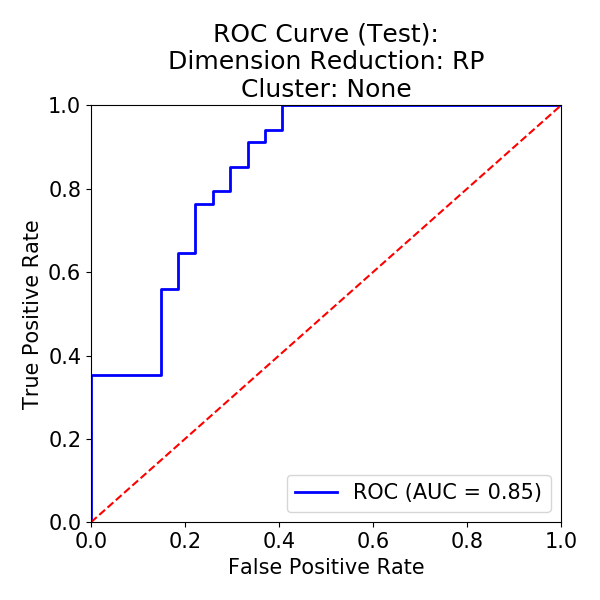 ROC Curve (Test):
Dimension Reduction: RP
Cluster: None
1.0
0.8
0.6
0.4
0.2
0.0
True Positive Rate
ROC (AUC = 0.85)
0.0 0.2 0.4 0.6 0.8 1.0
False Positive Rate